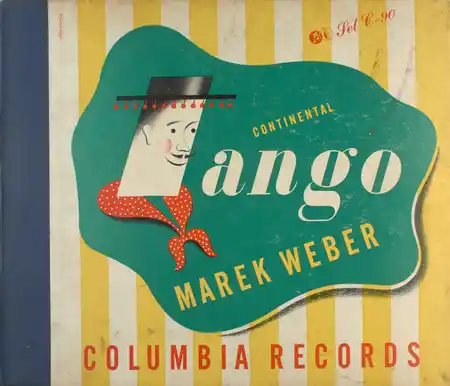 Set C-90
CONTINENTAL
Tango
MAREK WEBER
COLUMBIA RECORDS